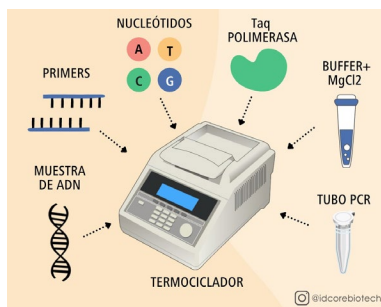 NUCLEÓTIDOS
A
T
C
G
Taq
POLIMERASA
PRIMERS
BUFFER+
MgCl2
MUESTRA
DE ADN
TUBO PCR
TERMOCICLADOR
@idcorebiotech